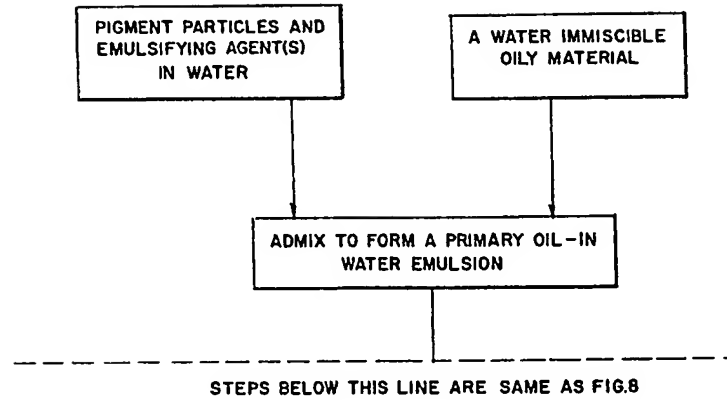 PIGMENT PARTICLES AND
EMULSIFYING AGENT(S)
IN WATER
A WATER IMMISCIBLE
OILY MATERIAL
ADMIX TO FORM A PRIMARY OIL-IN
WATER EMULSION
STEPS BELOW THIS LINE ARE SAME AS FIG.8